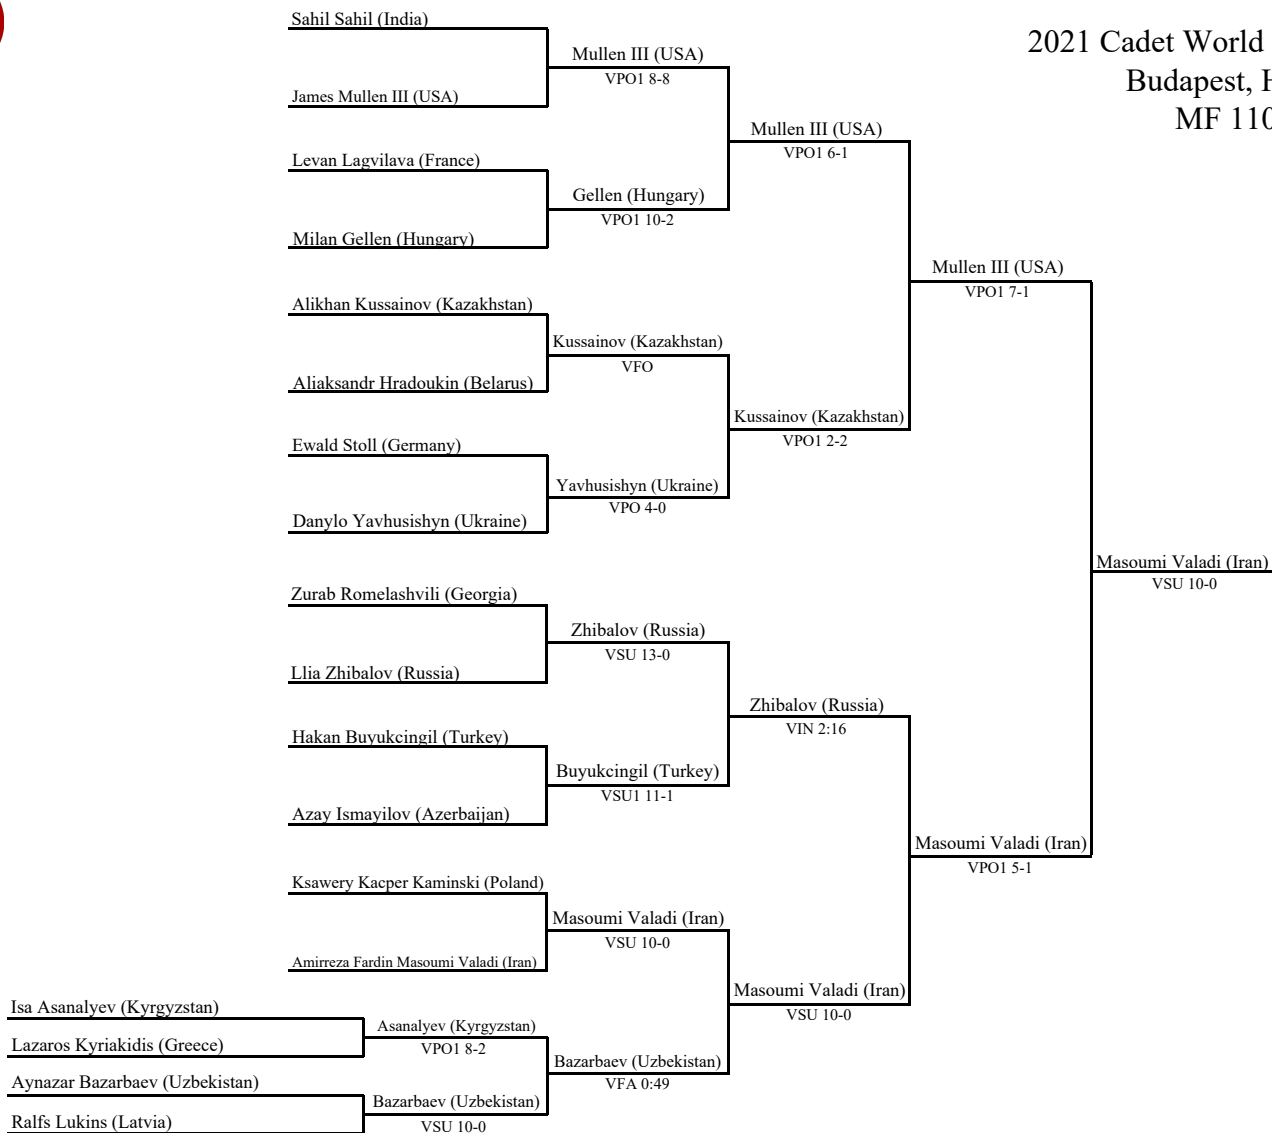 Sahil Sahil (India)
2021 Cadet World
Mullen III (USA)
VPO1 8-8
Budapest, H
James Mullen III (USA)
MF 110
Mullen III (USA)
VPO1 6-1
Levan Lagvilava (France)
Gellen (Hungary)
VPO1 10-2
Milan Gellen (Hungary)
Mullen III (USA)
VPO1 7-1
Alikhan Kussainov (Kazakhstan)
Kussainov (Kazakhstan)
VFO
Aliaksandr Hradoukin (Belarus)
Kussainov (Kazakhstan)
VPO1 2-2
Ewald Stoll (Germany)
Yavhusishyn (Ukraine)
VPO 4-0
Danylo Yavhusishyn (Ukraine)
Masoumi Valadi (Iran)
VSU 10-0
Zurab Romelashvili (Georgia)
Zhibalov (Russia)
VSU 13-0
Llia Zhibalov (Russia)
Zhibalov (Russia)
VIN 2:16
Hakan Buyukcingil (Turkey)
Buyukcingil (Turkey)
VSU1 11-1
Azay Ismayilov (Azerbaijan)
Masoumi Valadi (Iran)
VPO1 5-1
Ksawery Kacper Kaminski (Poland)
Masoumi Valadi (Iran)
VSU 10-0
Amirreza Fardin Masoumi Valadi (Iran)
Masoumi Valadi (Iran)
VSU 10-0
Isa Asanalyev (Kyrgyzstan)
Asanalyev (Kyrgyzstan)
VPO1 8-2
Lazaros Kyriakidis (Greece)
Bazarbaev (Uzbekistan)
VFA 0:49
Aynazar Bazarbaev (Uzbekistan)
Bazarbaev (Uzbekistan)
VSU 10-0
Ralfs Lukins (Latvia)